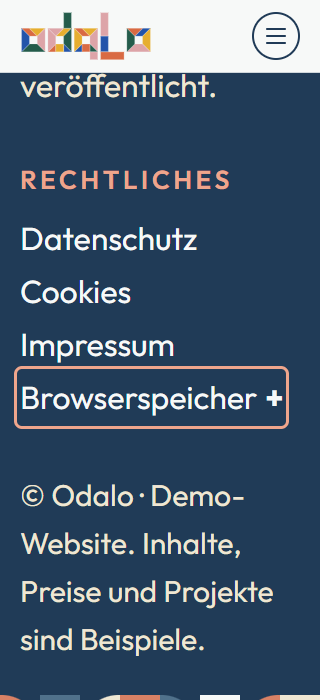 odaLo
veröffentlicht.
RECHTLICHES
Datenschutz
Cookies
Impressum
Browserspeicher +
© Odalo · Demo-
Website. Inhalte,
Preise und Projekte
sind Beispiele.